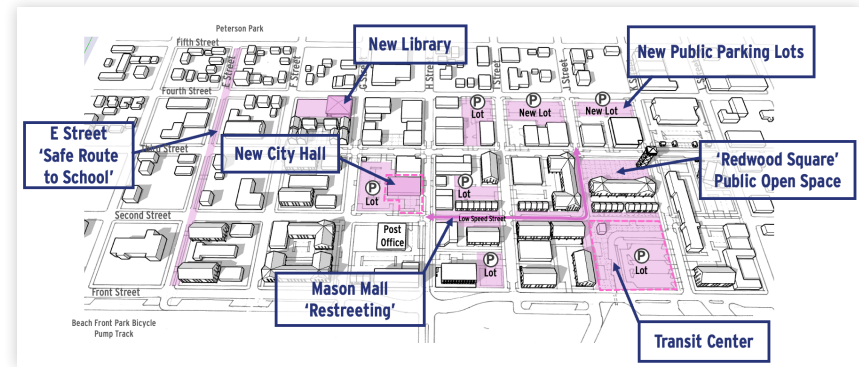 Peterson Park
Fifth Street
New Library
New Public Parking Lots
E Street
G Street
H Street
Fourth Street
P
Lot
P
New Lot
P
New Lot
E Street
'Safe Route
to School'
Third Street
New City Hall
'Redwood Square'
Public Open Space
P
Lot
P
Lot
Second Street
Low Speed Street
Post
Office
P
Lot
P
Lot
Mason Mall
'Restreeting'
Front Street
Transit Center
Beach Front Park Bicycle
Pump Track